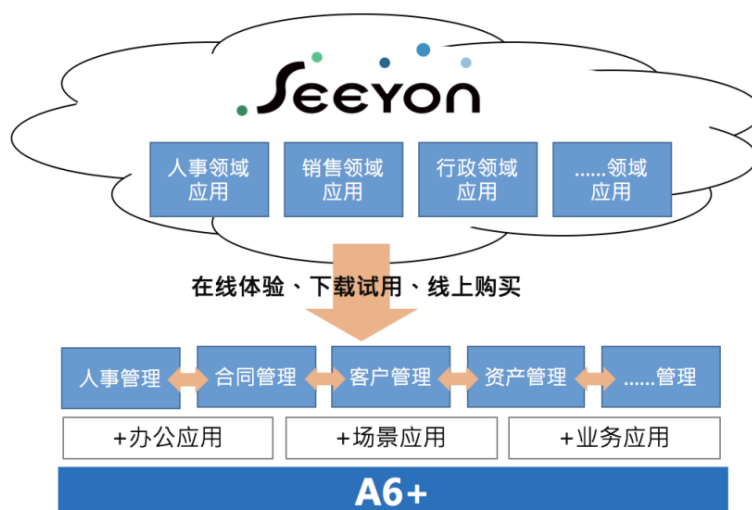 SEEYON
人事领域
应用
销售领域
应用
行政领域
应用
......领域
应用
在线体验、下载试用、线上购买
人事管理
合同管理
客户管理
资产管理
......管理
+办公应用
+场景应用
+业务应用
A6+